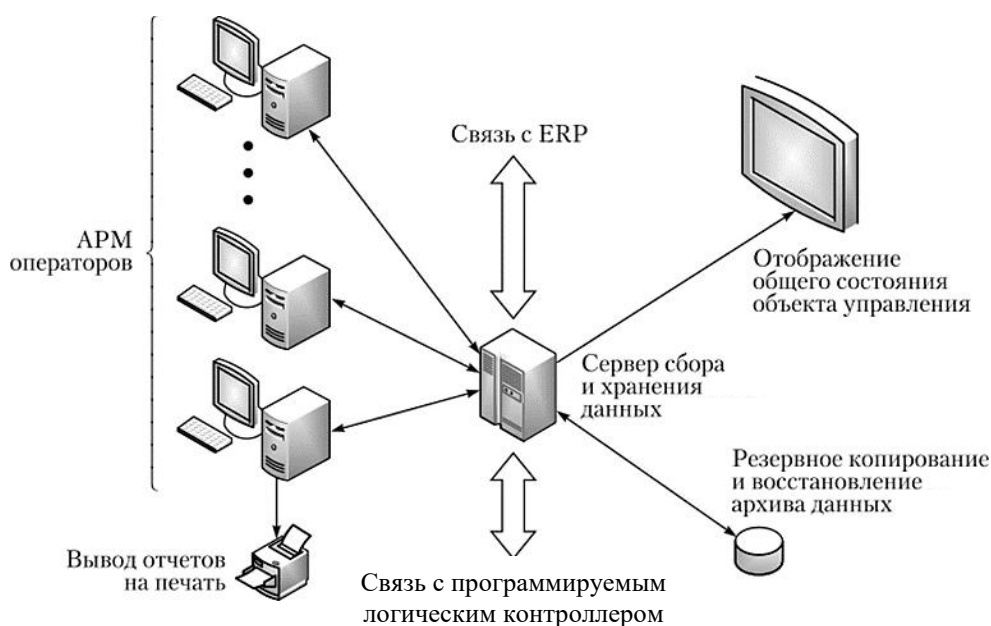 Связь с ERP
АРМ
операторов
Отображение
общего состояния
объекта управления
Сервер сбора
и хранения
данных
Резервное копирование
и восстановление
архива данных
Вывод отчетов
на печать
Связь с программируемым
логическим контроллером